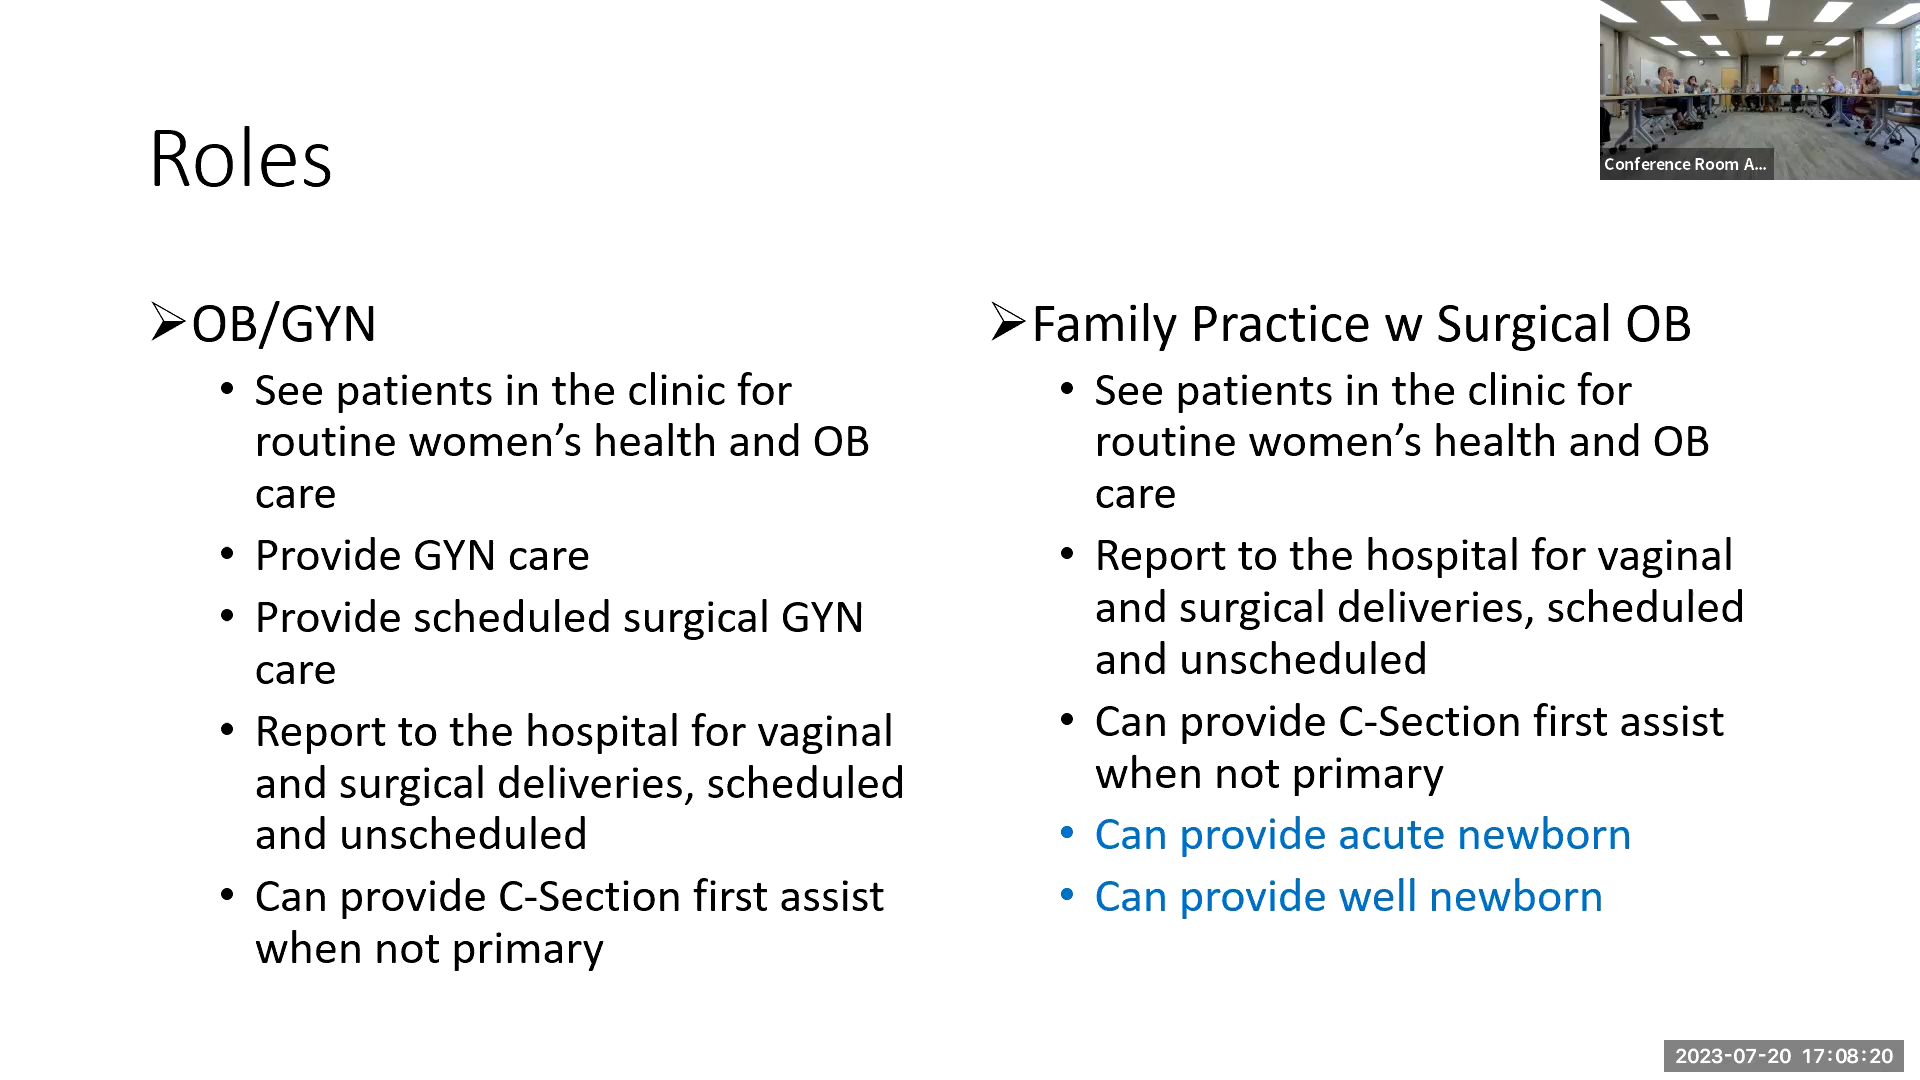 Roles
Conference Room A...
➢OB/GYN
• See patients in the clinic for
routine women’s health and OB
care
• Provide GYN care
• Provide scheduled surgical GYN
care
• Report to the hospital for vaginal
and surgical deliveries, scheduled
and unscheduled
• Can provide C-Section first assist
when not primary
➢Family Practice w Surgical OB
• See patients in the clinic for
routine women’s health and OB
care
• Report to the hospital for vaginal
and surgical deliveries, scheduled
and unscheduled
• Can provide C-Section first assist
when not primary
• Can provide acute newborn
• Can provide well newborn
2023-07-20 17:08:20